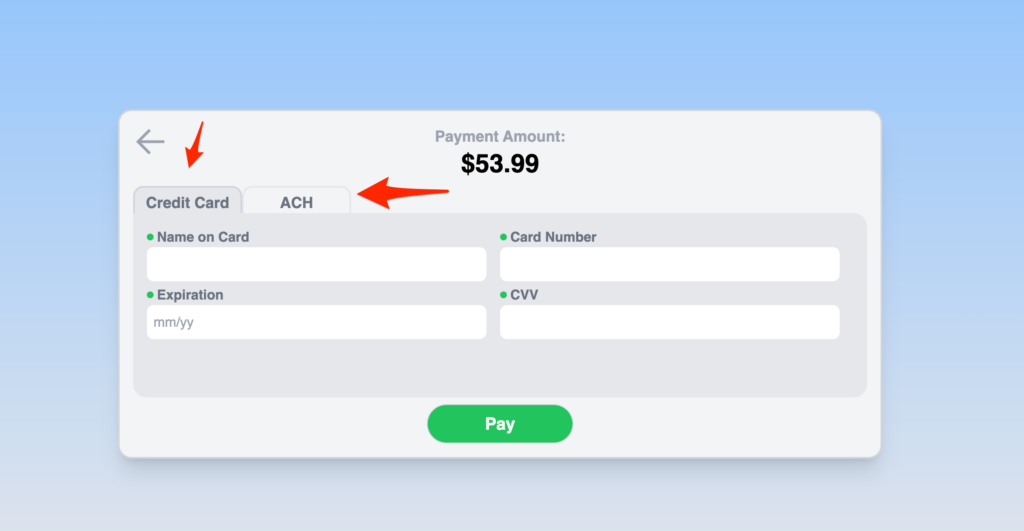 Payment Amount:
$53.99
Credit Card ACH
Name on Card Card Number
Expiration CVV
mm/yy
Pay